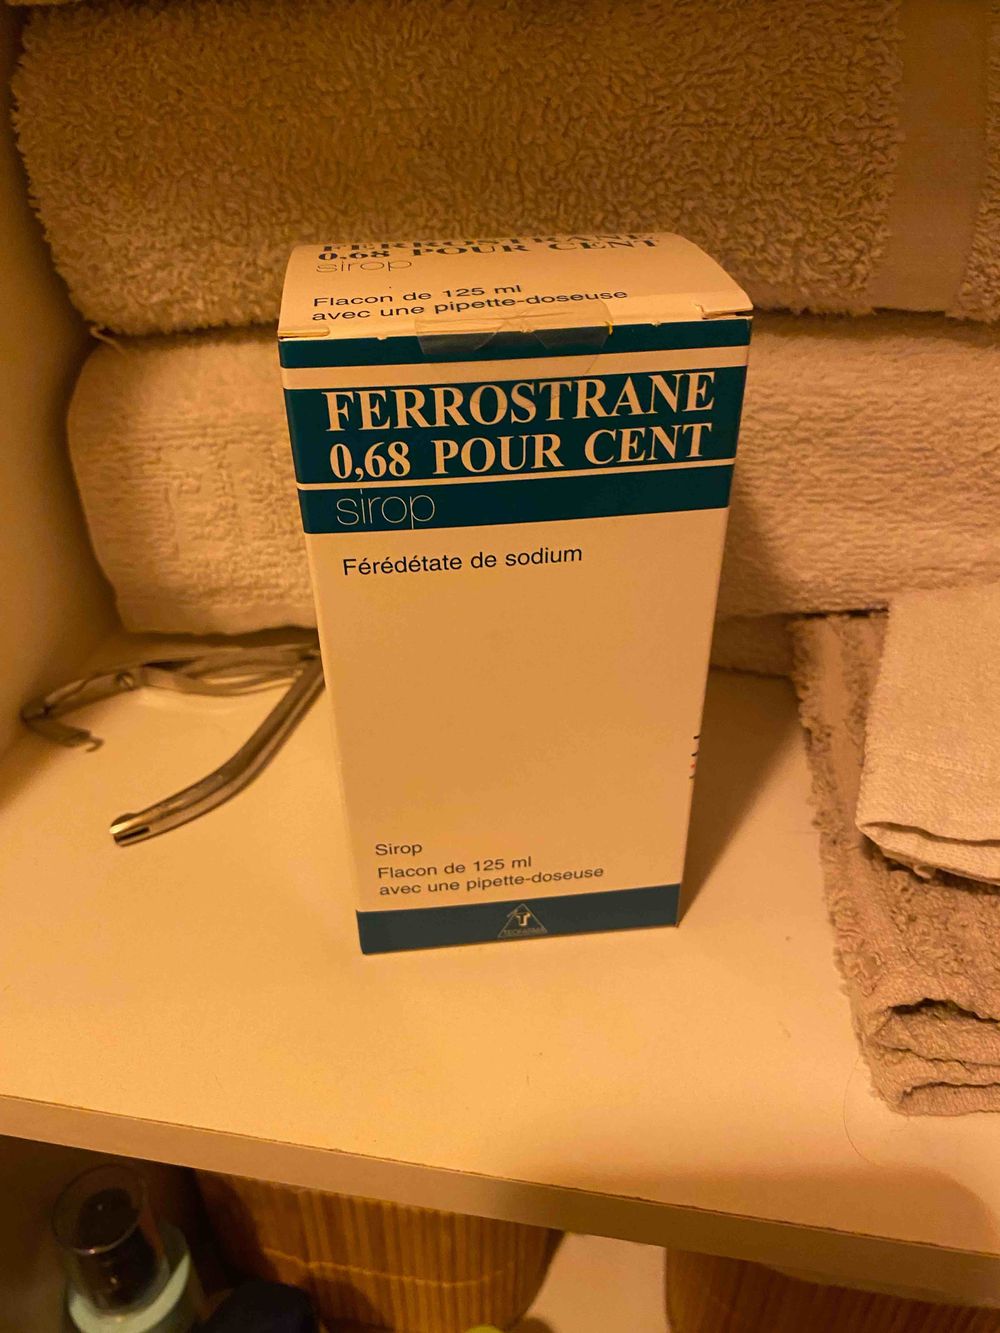 FERROSTRANE
0,68 POUR CENT
sirop
Flacon de 125 ml
avec une pipette-doseuse
FERROSTRANE
0,68 POUR CENT
sirop
Férédétate de sodium
Sirop
Flacon de 125 ml
avec une pipette-doseuse
T
TEOFARMA